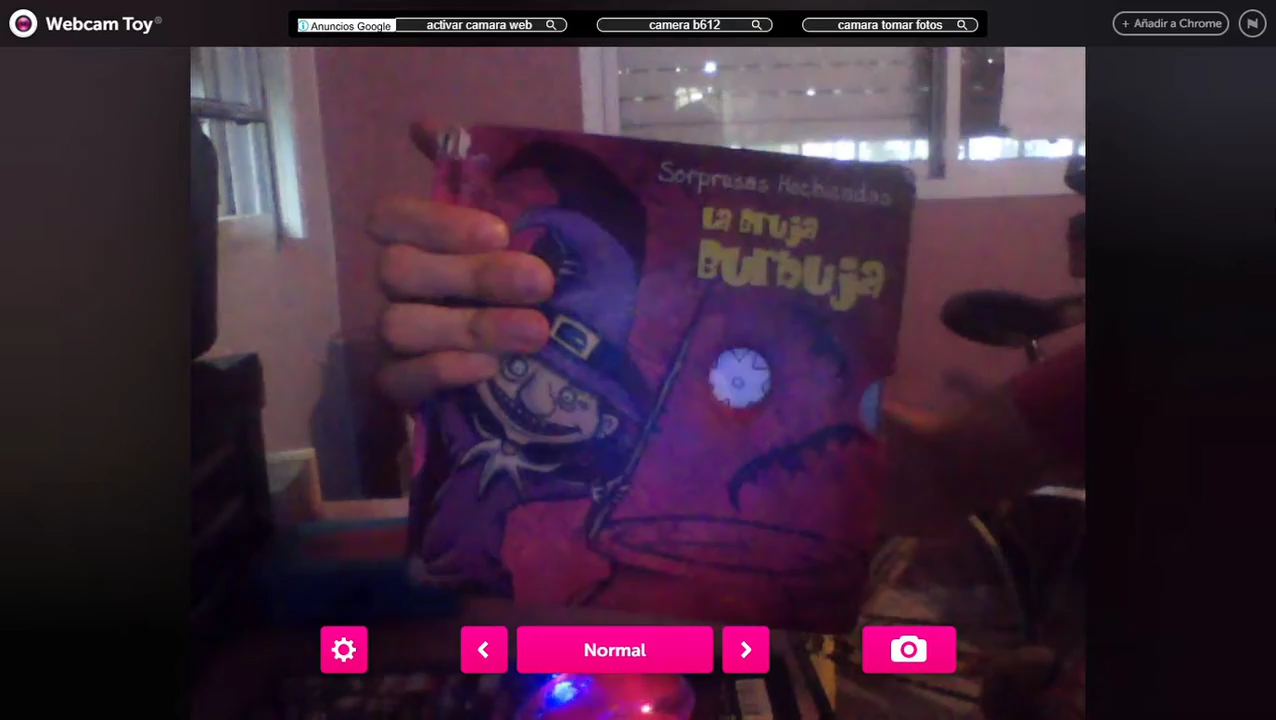 Webcam Toy®
Anuncios Google
activar camara web
camera b612
camara tomar fotos
+ Añadir a Chrome
Sorpresas Hechizadas
La Bruja
Burbuja
Normal